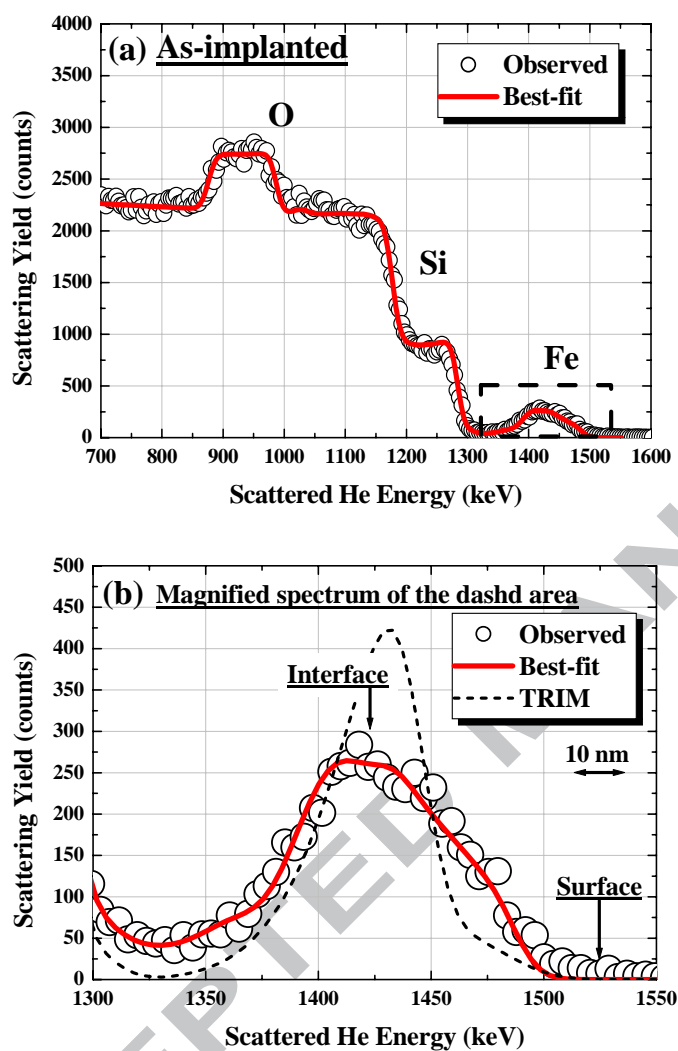 (a) As-implanted
Observed
Best-fit
O
Si
Fe
Scattering Yield (counts)
4000
3500
3000
2500
2000
1500
1000
500
0
700 800 900 1000 1100 1200 1300 1400 1500 1600
Scattered He Energy (keV)
(b) Magnified spectrum of the dashd area
Observed
Best-fit
TRIM
Interface
10 nm
Surface
Scattering Yield (counts)
500
450
400
350
300
250
200
150
100
50
0
1300 1350 1400 1450 1500 1550
Scattered He Energy (keV)
EPTED MAN